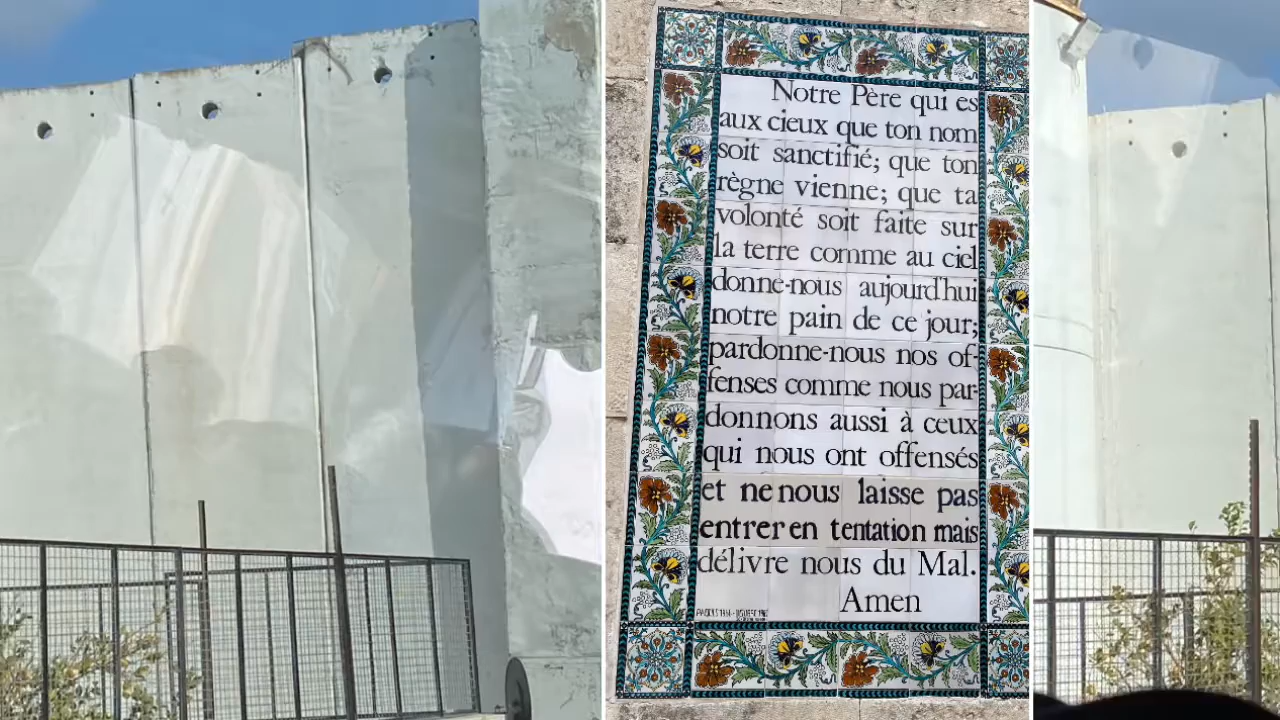 Notre Père qui es
aux cieux que ton nom
soit sanctifié; que ton
règne vienne; que ta
volonté soit faite sur
la terre comme au ciel
donne-nous aujourd'hui
notre pain de ce jour;
pardonne-nous nos of-
fenses comme nous par-
donnons aussi à ceux
qui nous ont offensés
et ne nous laisse pas
entrer en tentation mais
délivre nous du Mal.
Amen